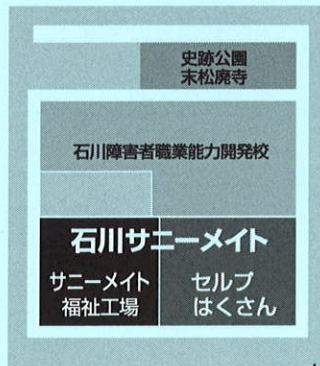 史跡公園
末松廃寺
石川障害者職業能力開発校
石川サニーメイト
サニーメイト
福祉工場
セルプ
はくさん